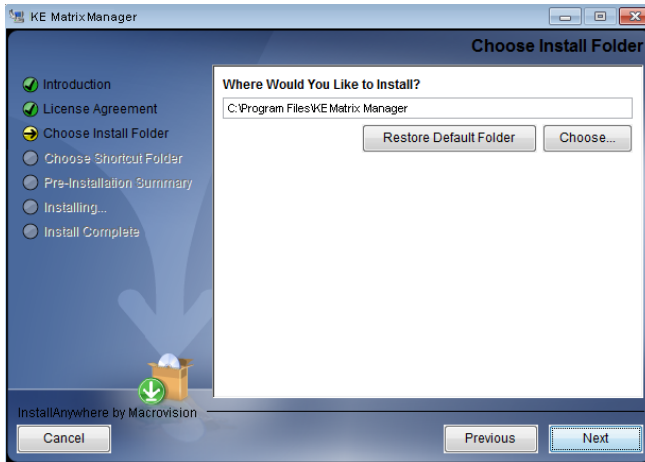 KE MatrixManager
Choose Install Folder
Introduction
License Agreement
Choose Install Folder
Choose Shortcut Folder
Pre-Installation Summary
Installing...
Install Complete
Where Would You Like to Install?
C:\Program Files\KE Matrix Manager
Restore Default Folder
Choose...
InstallAnywhere by Macrovision
Cancel
Previous
Next